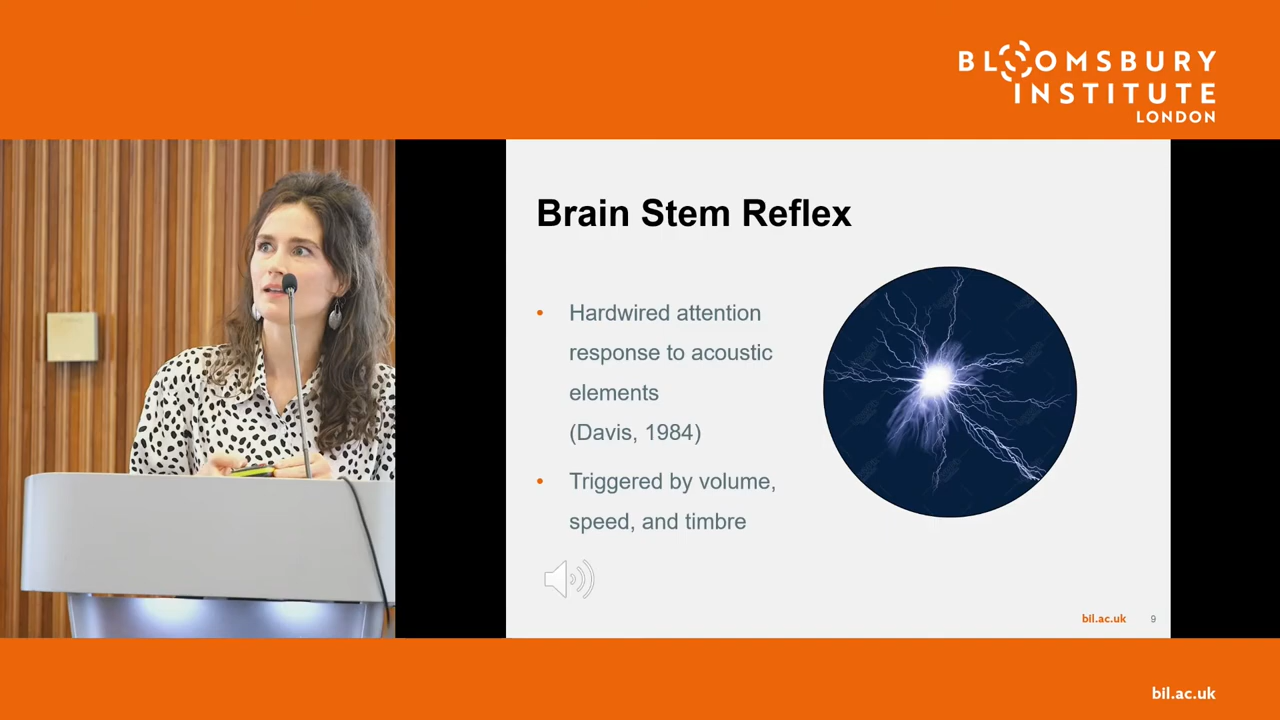 BLOOMSBURY
INSTITUTE
LONDON
Brain Stem Reflex
• Hardwired attention
response to acoustic
elements
(Davis, 1984)
• Triggered by volume,
speed, and timbre
bil.ac.uk 9
bil.ac.uk